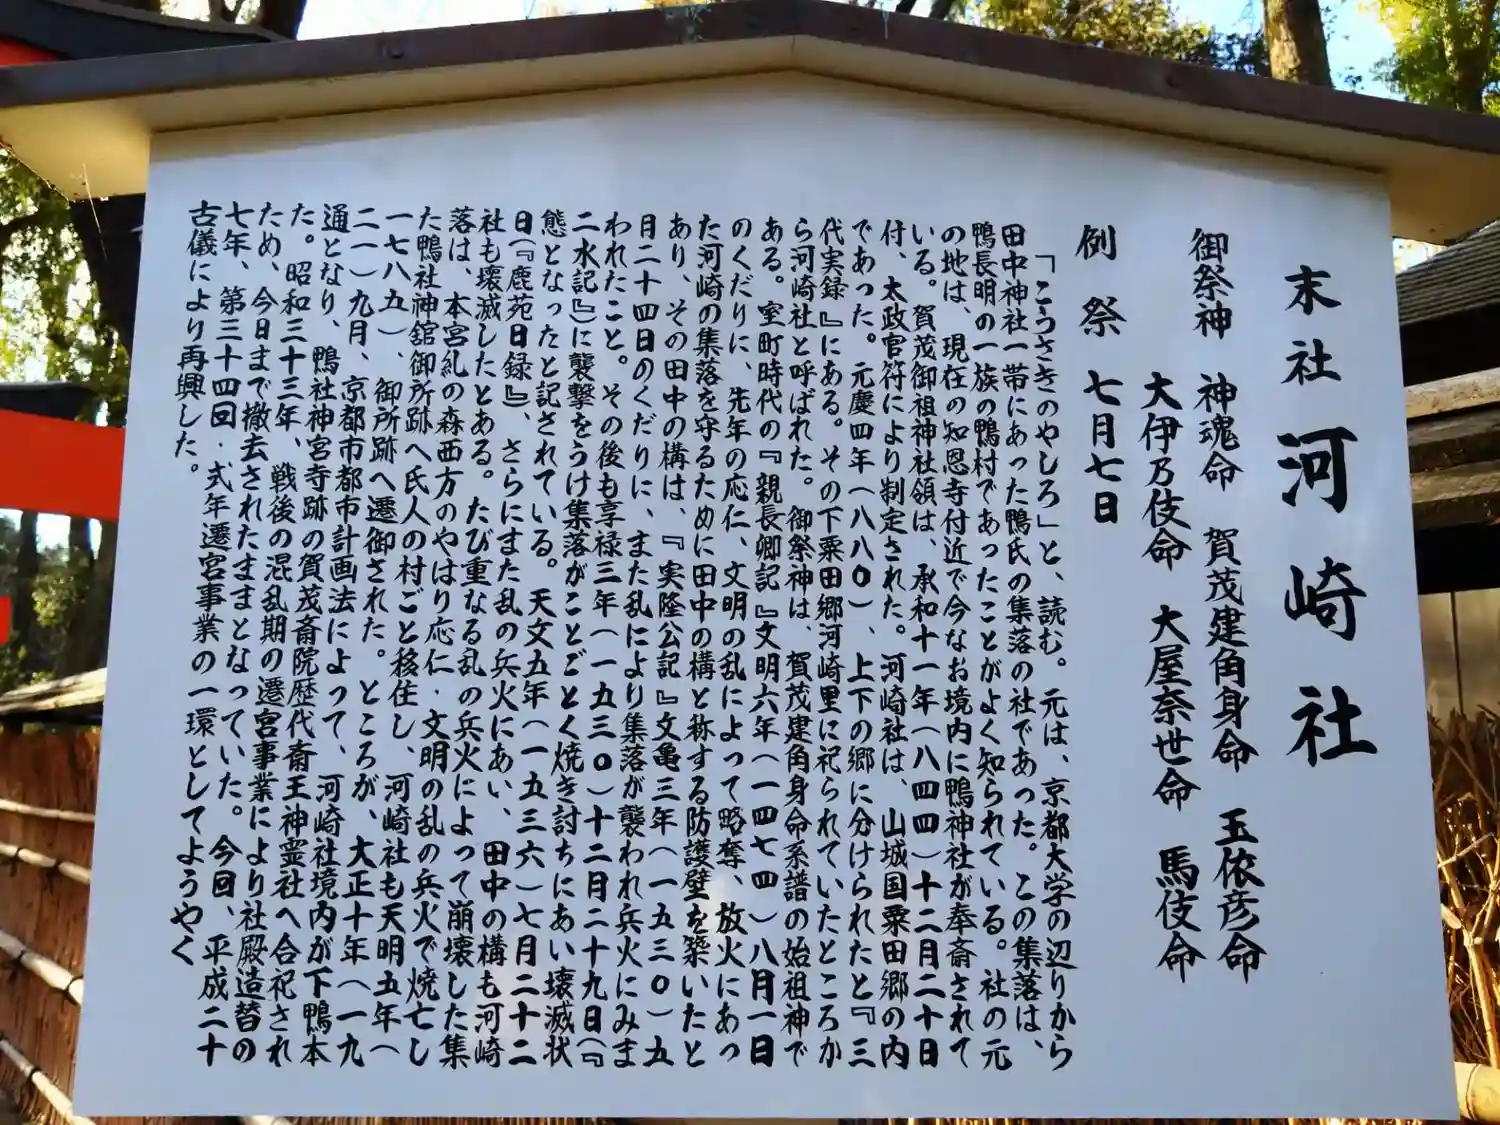 末社 河崎社
御祭神 神魂命 賀茂建角身命 玉依彦命
大伊乃伎命 大屋奈世命 馬伎命
例祭 七月七日
「こうさきのやしろ」と、読む。元は、京都大学の辺りから
田中神社一帯にあった鴨氏の集落の社であった。この集落は、
鴨長明の一族の鴨村であったことがよく知られている。社の元
の地は、現在の知恩寺付近で今なお境内に鴨神社が奉斎されて
いる。賀茂御祖神社領は、承和十一年(八四四)十二月二十日
付、太政官符により制定された。河崎社は、山城国粟田郷の内
であった。元慶四年(八八〇)、上下の郷に分けられたと『三
代実録』にある。その下粟田郷河崎里に祀られていたところか
ら河崎社と呼ばれた。御祭神は、賀茂建角身命系譜の始祖神で
ある。室町時代の『親長卿記』文明六年(一四七四)八月一日
のくだりに、先年の応仁、文明の乱によって略奪、放火にあっ
た河崎の集落を守るために田中の構と称する防護壁を築いたと
あり、その田中の構は、『実隆公記』文亀三年(一五三〇)五
月二十四日のくだりに、また乱により集落が襲われ兵火にみま
われたこと。その後も享禄三年(一五三〇)十二月二十九日(『
二水記』)に襲撃をうけ集落がことごとく焼き討ちにあい壊滅状
態となったと記されている。天文五年(一五三六)七月二十二
日(『鹿苑日録』)、さらにまた乱の兵火にあい、田中の構も河崎
社も壊滅したとある。たび重なる乱の兵火によって崩壊した集
落は、本宮糺の森西方のやはり応仁・文明の乱の兵火で焼亡し
た鴨社神舘御所跡へ氏人の村ごと移住し、河崎社も天明五年(
一七八五)、御所跡へ遷御された。ところが、大正十年(一九
二一)九月、京都市都市計画法によって、河崎社境内が下鴨本
通となり、鴨社神宮寺跡の賀茂斎院歴代斎王神霊社へ合祀され
た。昭和三十三年、戦後の混乱期の遷宮事業により社殿造替の
ため、今日まで撤去されたままとなっていた。今回、平成二十
七年、第三十四回・式年遷宮事業の一環としてようやく
古儀により再興した。